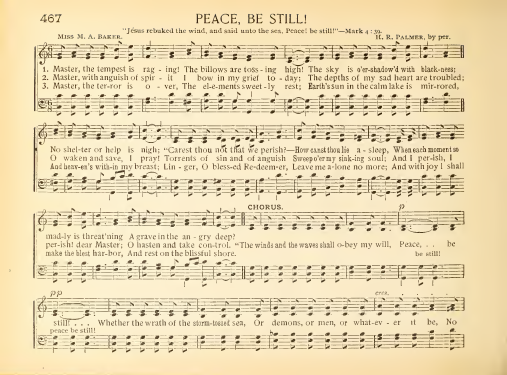 467 PEACE, BE STILL!
"Jesus rebuked the wind, and said unto the sea, Peace! be still!"—Mark 4:39.
MISS M. A. BAKER. H. R. PALMER, by per.
1. Master, the tempest is rag - ing! The billows are toss - ing high! The sky is o'er-shadow'd with black-ness;
2. Master, with anguish of spir - it I bow in my grief to - day; The depths of my sad heart are troubled;
3. Master, the ter-ror is o - ver, The el-e-ments sweet-ly rest; Earth's sun in the calm lake is mir-rored,
No shel-ter or help is nigh; "Carest thou not that we perish?—How canst thou lie a - sleep, When each moment so
O waken and save, I pray! Torrents of sin and of anguish Sweep o'er my sink-ing soul; And I per-ish, I
And heav-en's with-in my breast; Lin - ger, O bless-ed Re-deem-er, Leave me a-lone no more; And with joy I shall
CHORUS.
p
mad-ly is threat'ning A grave in the an - gry deep?
per-ish! dear Master; O hasten and take con-trol. "The winds and the waves shall o-bey my will, Peace, . . be
make the blest har-bor, And rest on the blissful shore. be still!
pp cres.
still! . . . Whether the wrath of the storm-tossed sea, Or demons, or men, or what-ev - er it be, No
peace be still!